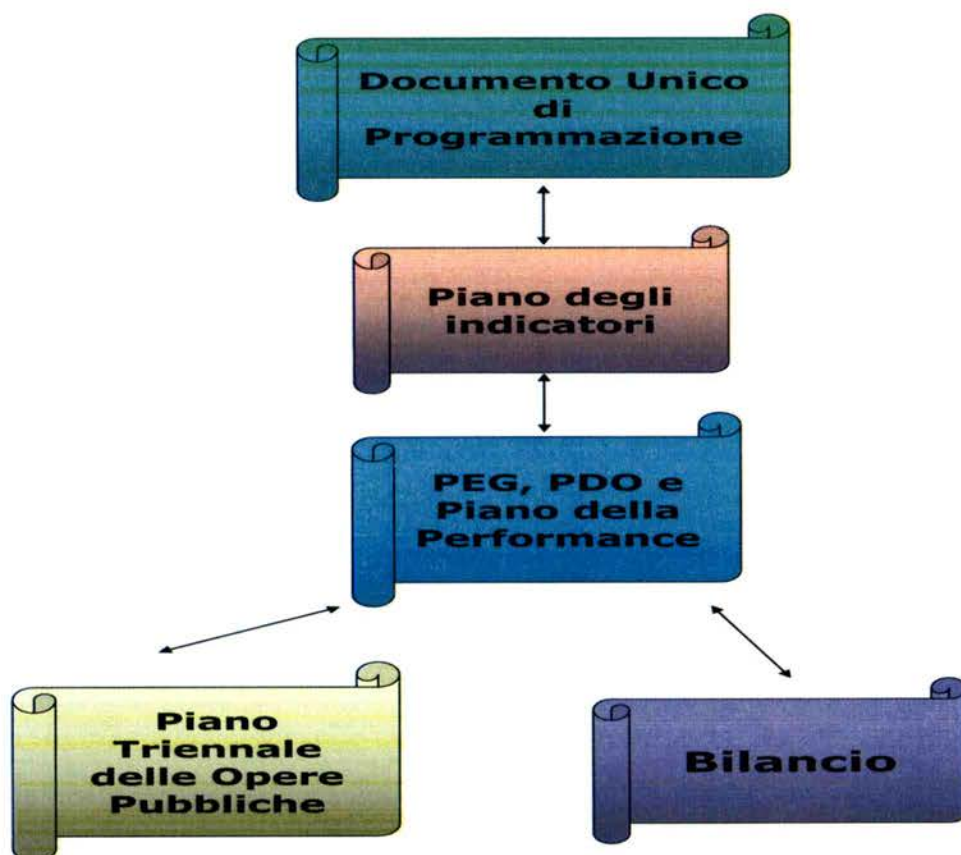 Documento Unico
di
Programmazione
Piano degli
indicatori
PEG, PDO e
Piano della
Performance
Piano
Triennale
delle Opere
Pubbliche
Bilancio